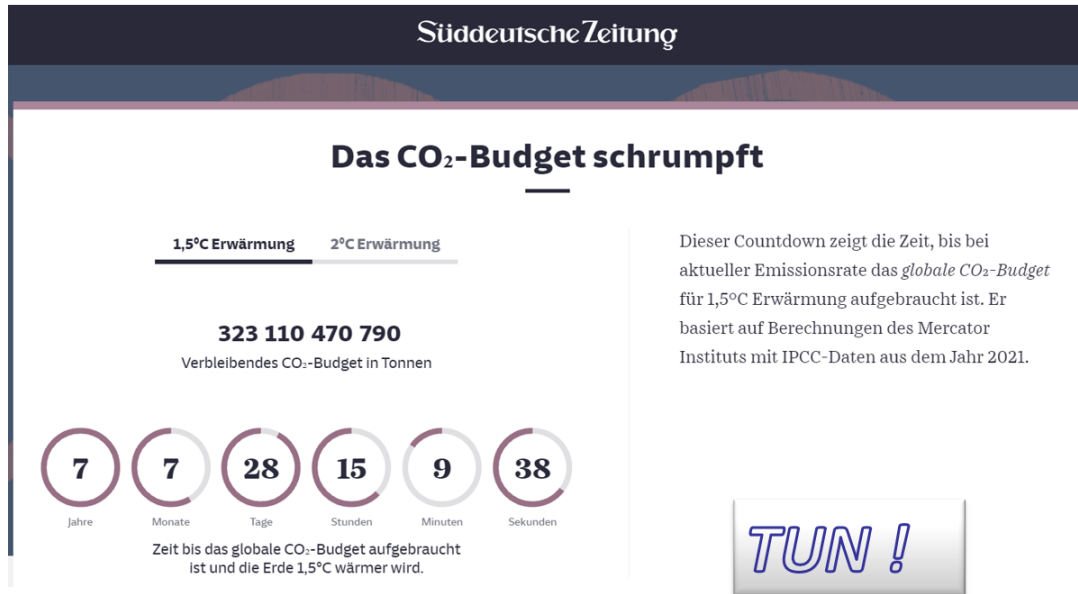 Süddeutsche Zeitung
Das CO₂-Budget schrumpft
1,5°C Erwärmung 2°C Erwärmung
323 110 470 790
Verbleibendes CO₂-Budget in Tonnen
7 7 28 15 9 38
Jahre Monate Tage Stunden Minuten Sekunden
Zeit bis das globale CO₂-Budget aufgebraucht
ist und die Erde 1,5°C wärmer wird.
Dieser Countdown zeigt die Zeit, bis bei
aktueller Emissionsrate das globale CO₂-Budget
für 1,5°C Erwärmung aufgebraucht ist. Er
basiert auf Berechnungen des Mercator
Instituts mit IPCC-Daten aus dem Jahr 2021.
TUN !